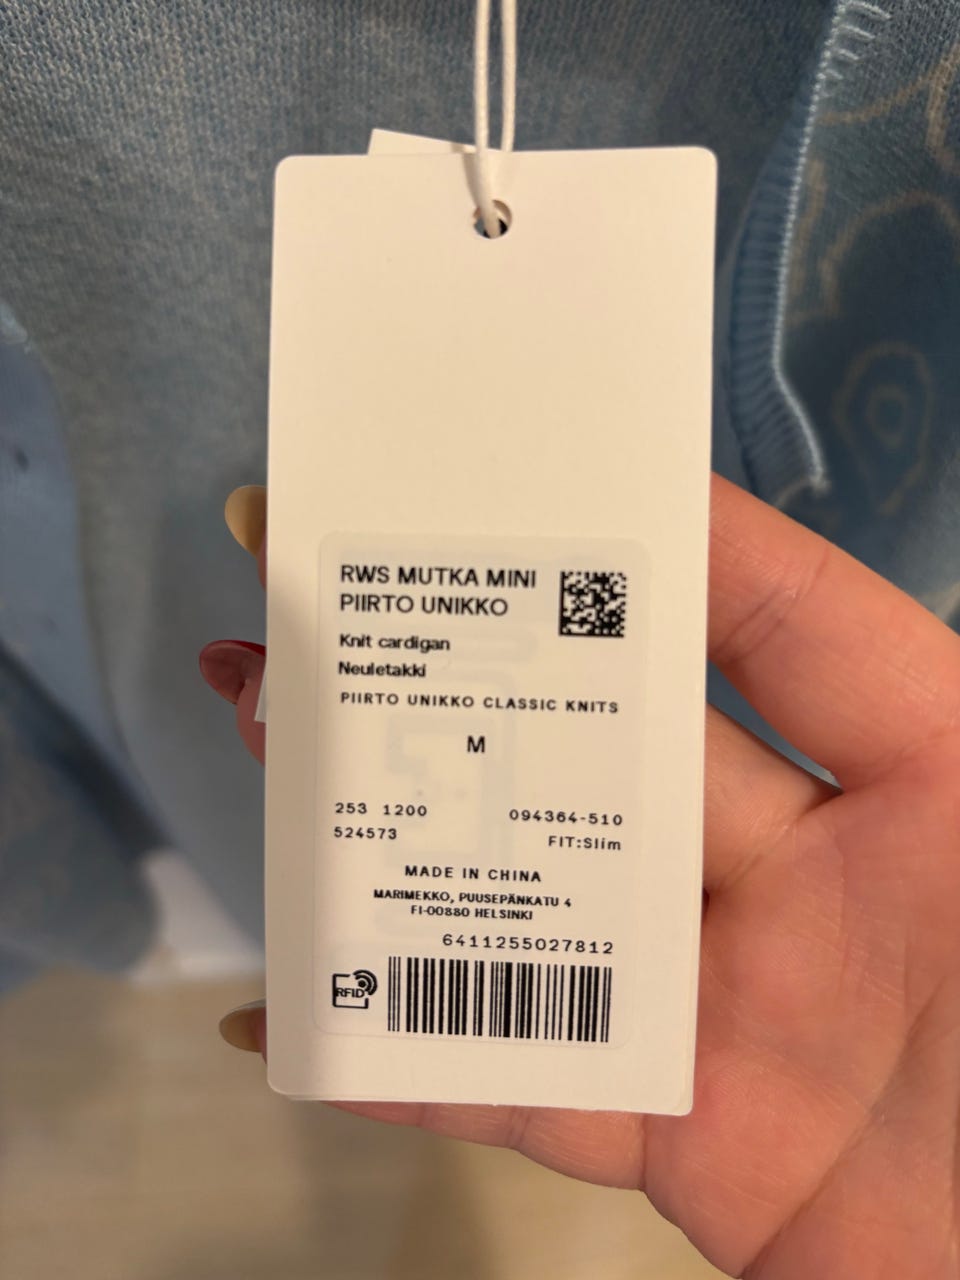 RWS MUTKA MINI
PIIRTO UNIKKO
Knit cardigan
Neuletakki
PIIRTO UNIKKO CLASSIC KNITS
M
253 1200
094364-510
524573
FIT:Slim
MADE IN CHINA
MARIMEKKO, PUUSEPÄNKATU 4
FI-00880 HELSINKI
6411255027812
RFID